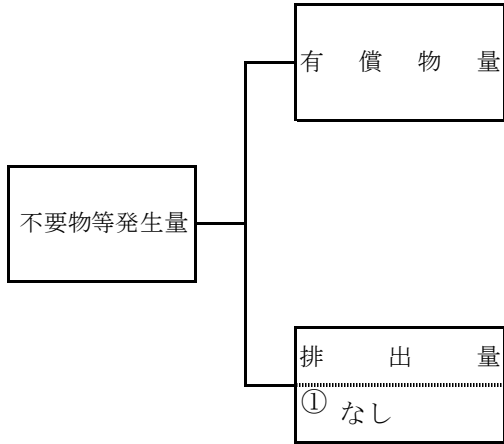 有償物量
不要物等発生量
排出量
① なし